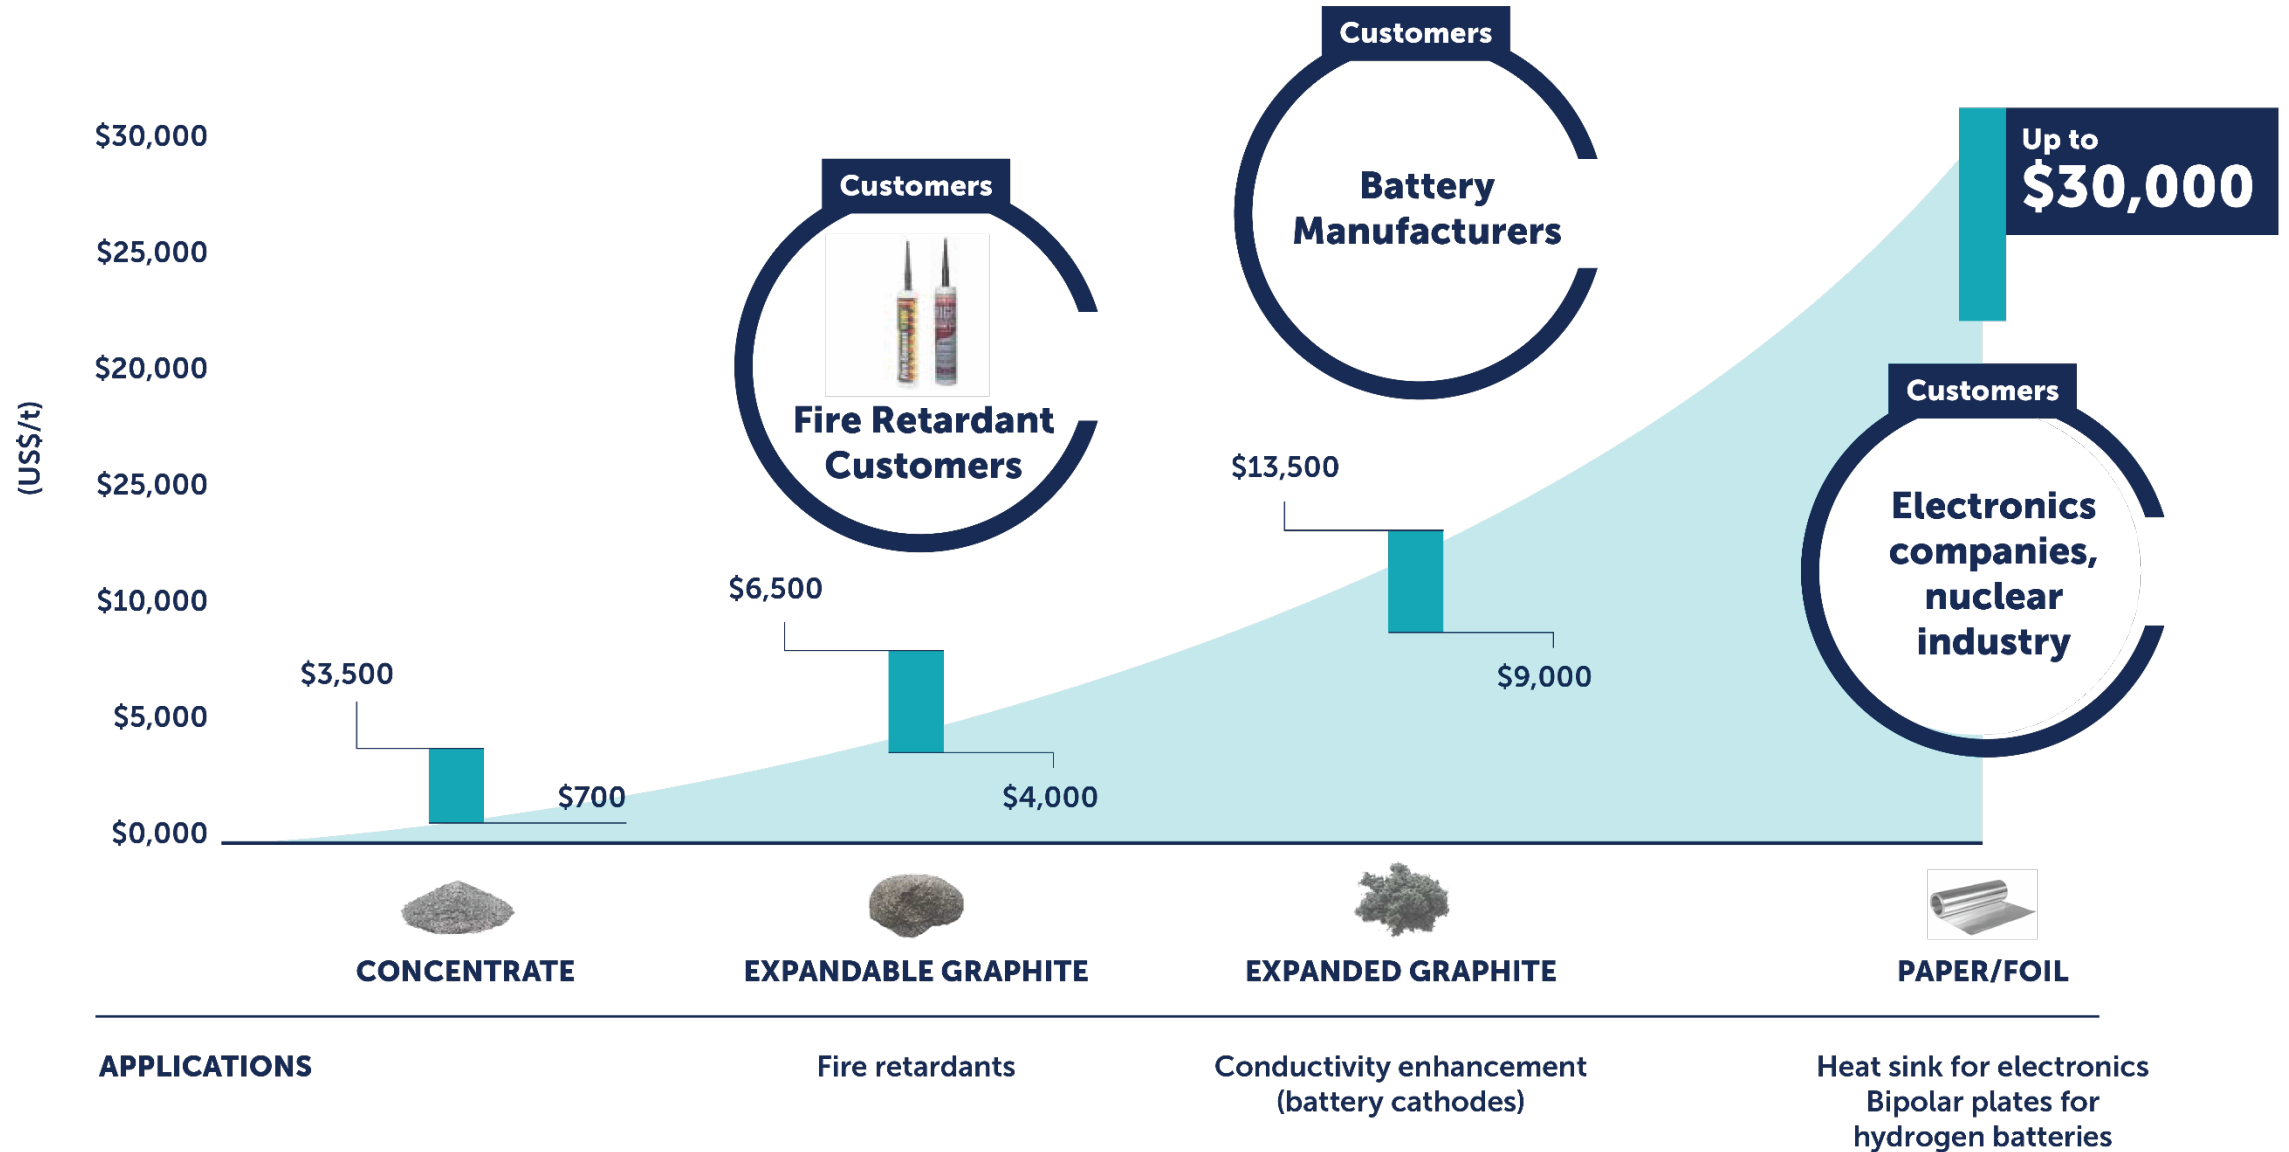 Customers
Battery
Manufacturers
$30,000
$25,000
$20,000
$25,000
$10,000
$5,000
$0,000
(US$/t)
Customers
Fire Retardant
Customers
Up to
$30,000
Customers
Electronics
companies,
nuclear
industry
$3,500
$700
$6,500
$4,000
$13,500
$9,000
CONCENTRATE
EXPANDABLE GRAPHITE
EXPANDED GRAPHITE
PAPER/FOIL
APPLICATIONS
Fire retardants
Conductivity enhancement
(battery cathodes)
Heat sink for electronics
Bipolar plates for
hydrogen batteries